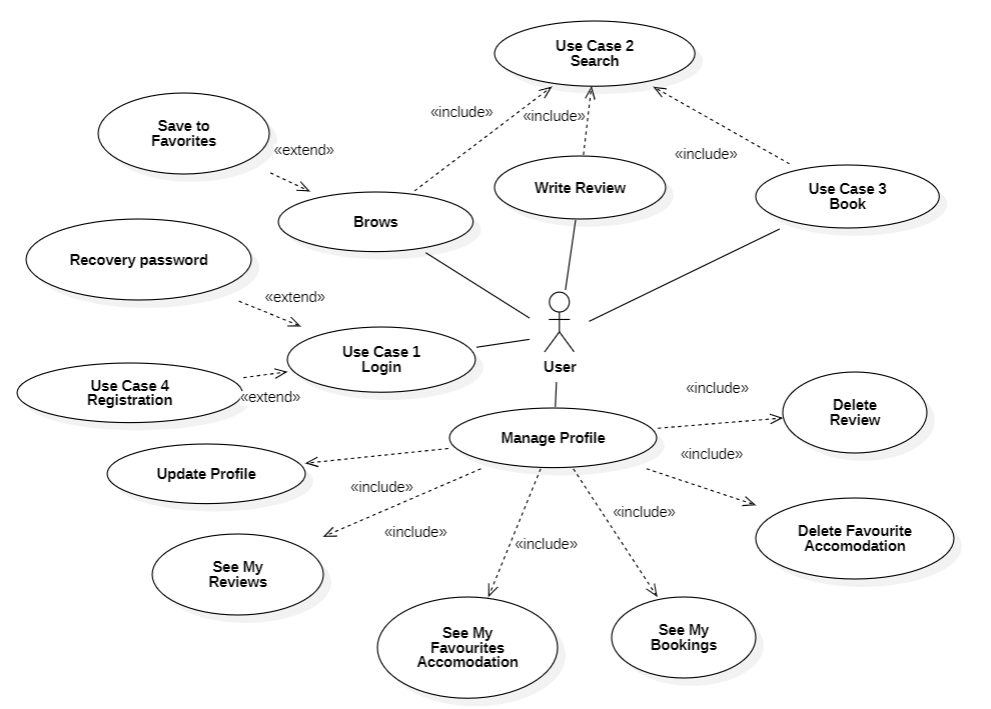 Use Case 2
Search
«include»
«include»
Save to
Favorites
«extend»
«include»
Write Review
Use Case 3
Book
Brows
Recovery password
«extend»
Use Case 1
Login
User
Use Case 4
Registration
«extend»
«include»
Delete
Review
Manage Profile
«include»
Update Profile
«include»
«include»
«include»
«include»
Delete Favourite
Accomodation
See My
Reviews
See My
Favourites
Accomodation
See My
Bookings